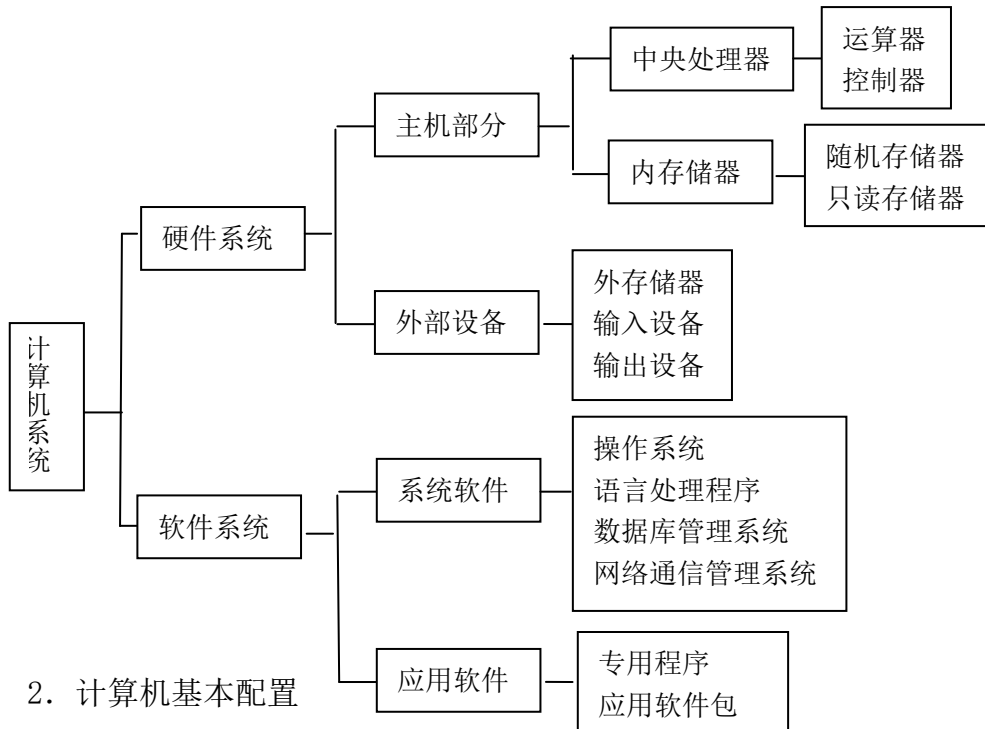 计算机系统
硬件系统
主机部分
中央处理器
运算器
控制器
内存储器
随机存储器
只读存储器
外部设备
外存储器
输入设备
输出设备
软件系统
系统软件
操作系统
语言处理程序
数据库管理系统
网络通信管理系统
应用软件
专用程序
应用软件包
2. 计算机基本配置